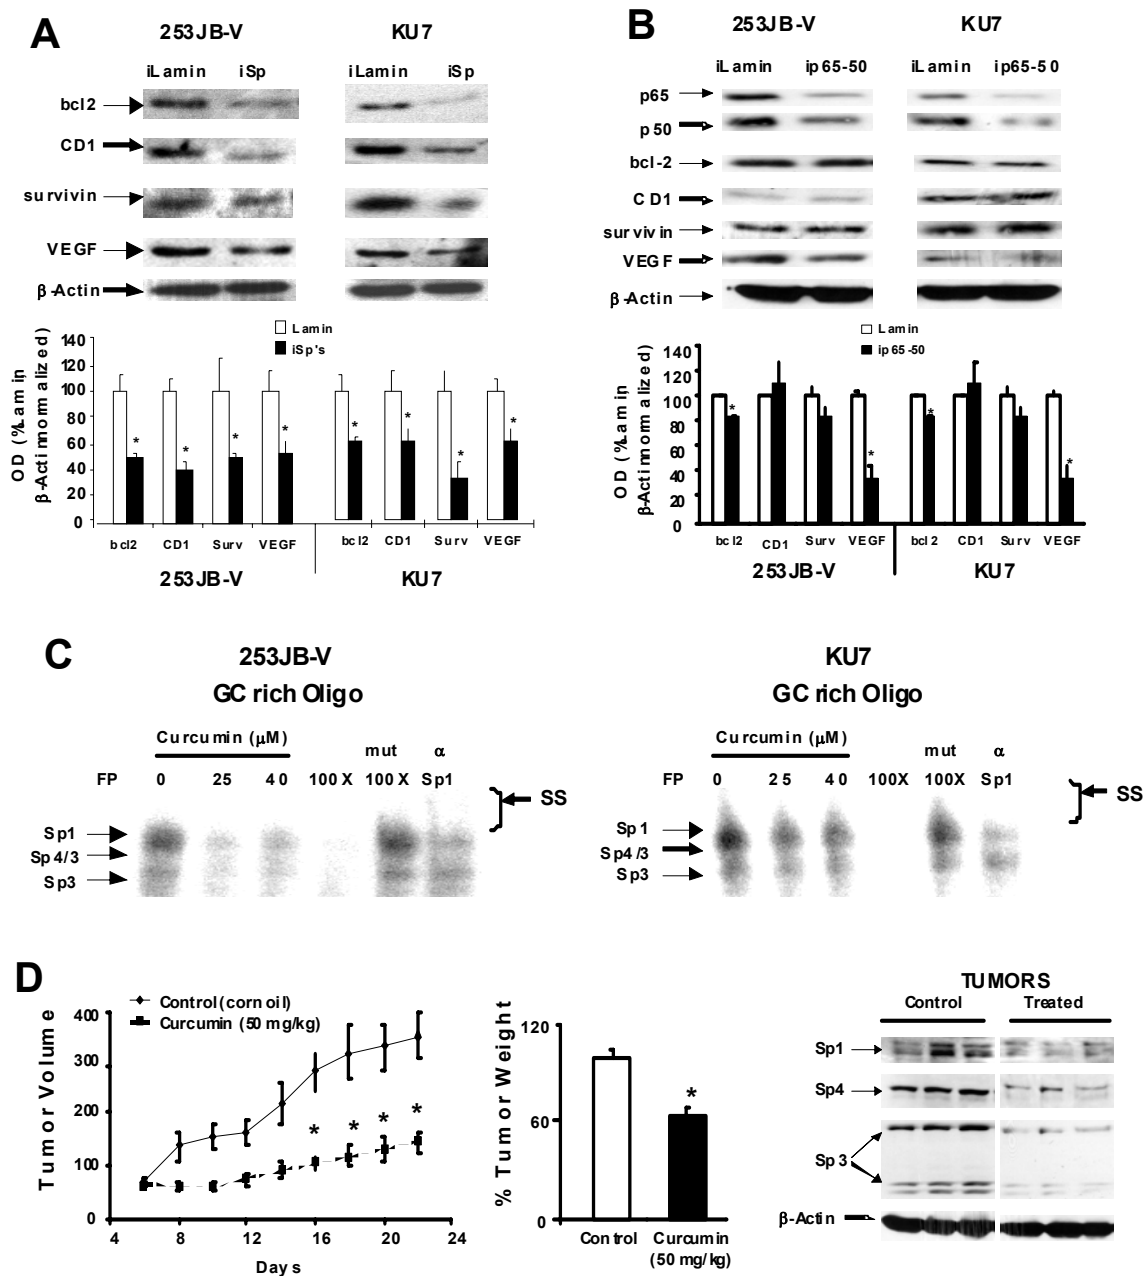 A
253JB-V
KU7
iLamin iSp
iLamin iSp
bcl2
CD1
survivin
VEGF
β-Actin
Lamin
iSp's
OD (%Lamin
β-Actin normalized)
140
120
100
80
60
40
20
0
bcl2 CD1 Surv VEGF
bcl2 CD1 Surv VEGF
253JB-V
KU7
* * * *
* * * *
B
253JB-V
KU7
iLamin ip65-50
iLamin ip65-50
p65
p50
bcl-2
CD1
survivin
VEGF
β-Actin
Lamin
ip65-50
OD (%Lamin
β-Actin normalized)
140
120
100
80
60
40
20
0
bcl2 CD1 Surv VEGF
bcl2 CD1 Surv VEGF
253JB-V
KU7
* *
* *
C
253JB-V
GC rich Oligo
Curcumin (μM) mut α
FP 0 25 40 100X 100X Sp1
SS
Sp1
Sp4/3
Sp3
KU7
GC rich Oligo
Curcumin (μM) mut α
FP 0 25 40 100X 100X Sp1
SS
Sp1
Sp4/3
Sp3
D
Control (corn oil)
Curcumin (50 mg/kg)
Tumor Volume
400
300
200
100
0
* * * *
4 8 12 16 20 24
Days
% Tumor Weight
120
60
0
*
Control Curcumin
(50 mg/kg)
TUMORS
Control Treated
Sp1
Sp4
Sp3
β-Actin